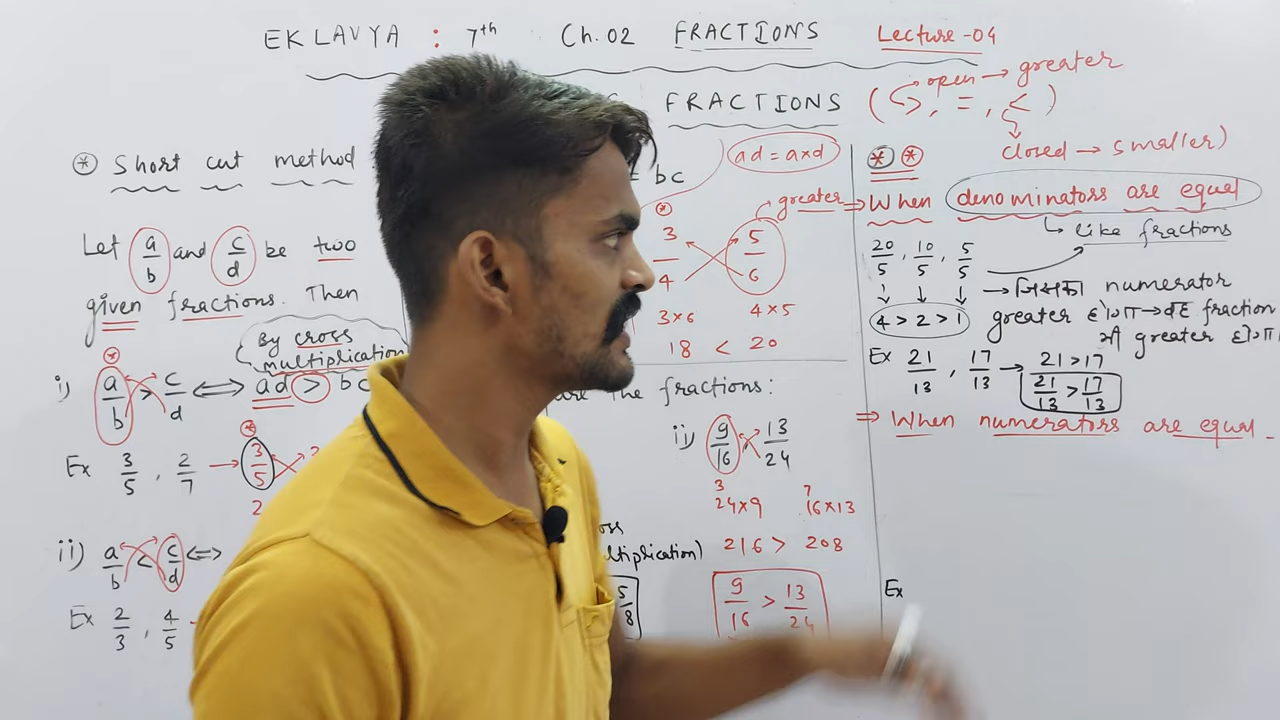 EKLAVYA : 7th Ch. 02 FRACTIONS Lecture -04
FRACTIONS ( >, =, < )
open → greater
closed → smaller)
* Short cut method
bc
ad = a×d
Let a/b and c/d be two
given fractions. Then
By cross
multiplication
i) a/b > c/d ⟺ ad > bc
Ex 3/5 , 2/7 → 3/5
2
ii) a/b < c/d ⟺
Ex 2/3 , 4/5
greater
3/4 5/6
3×6 4×5
18 < 20
the fractions:
ii) 9/16 13/24
3 7
24×9 16×13
216 > 208
5/8
9/16 > 13/24
* *
⇒ When denominators are equal
↳ like fractions
20/5 , 10/5 , 5/5
4 > 2 > 1
→ जिसका numerator
greater होगा → वह fraction
भी greater होगा
Ex 21/13 , 17/13 → 21 > 17
21/13 > 17/13
⇒ When numerators are equal
Ex